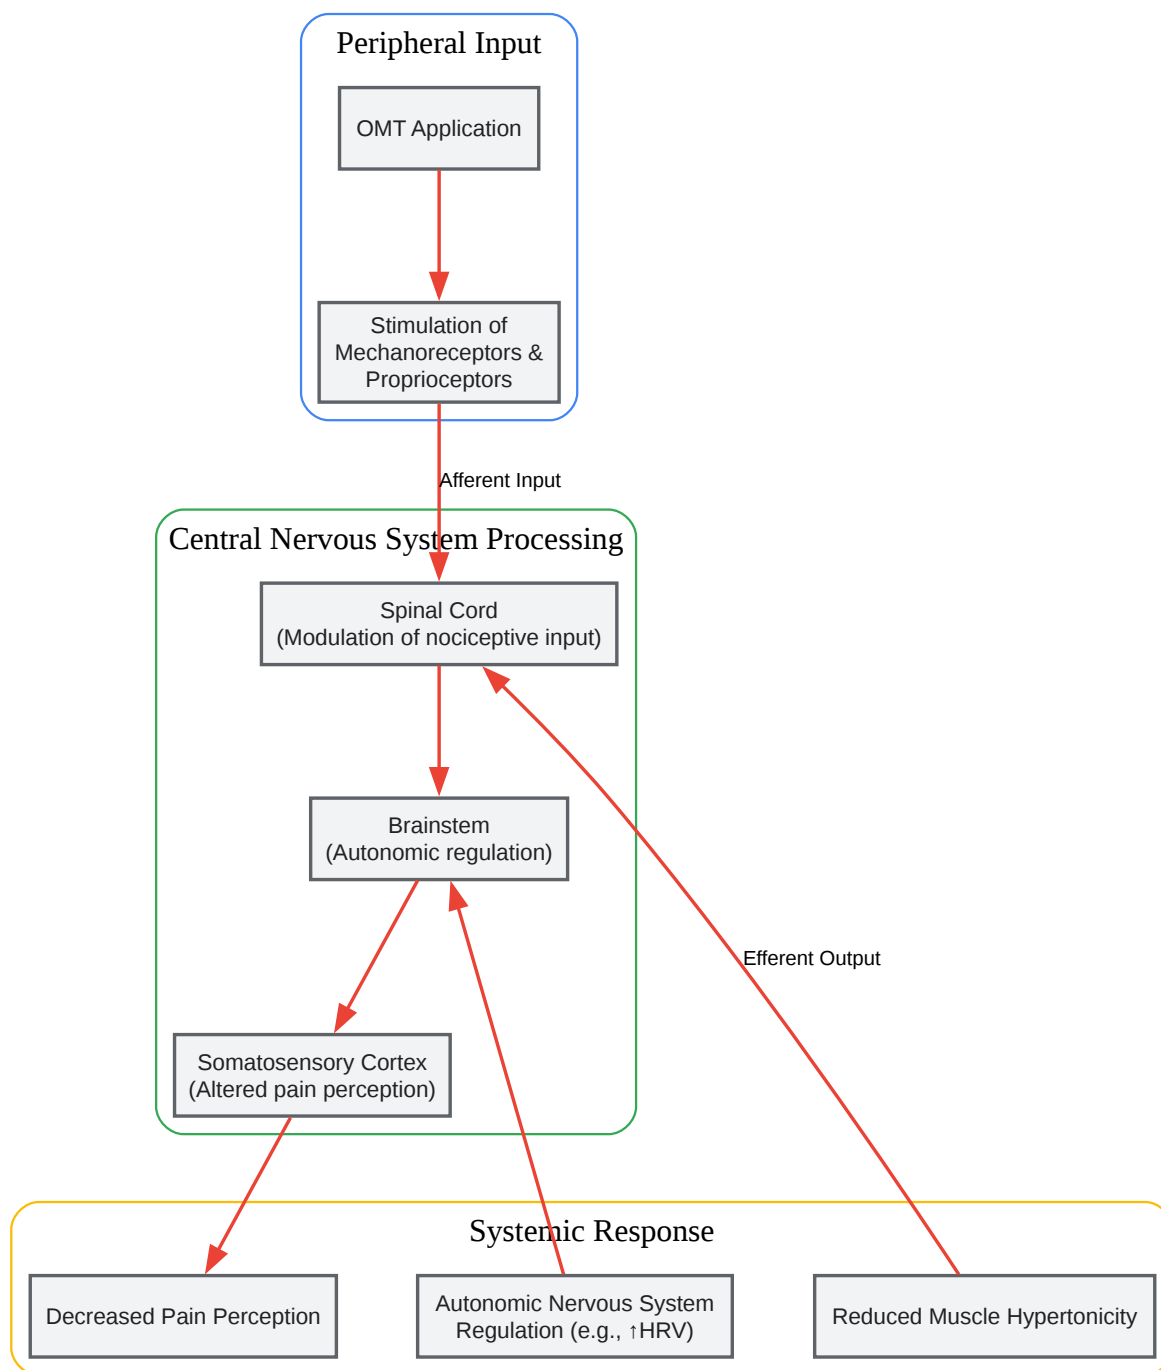 Peripheral Input
OMT Application
Stimulation of
Mechanoreceptors &
Proprioceptors
Afferent Input
Central Nervous System Processing
Spinal Cord
(Modulation of nociceptive input)
Brainstem
(Autonomic regulation)
Efferent Output
Somatosensory Cortex
(Altered pain perception)
Systemic Response
Decreased Pain Perception
Autonomic Nervous System
Regulation (e.g., ↑HRV)
Reduced Muscle Hypertonicity